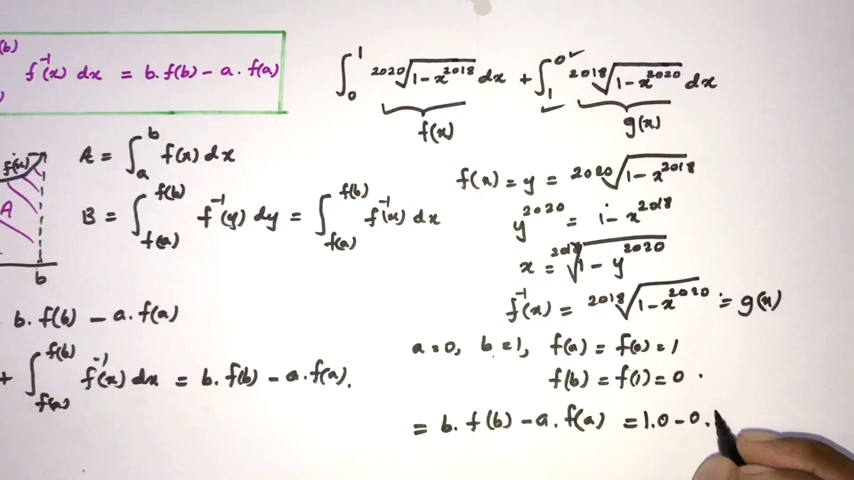 f(b)
f⁻¹(x) dx = b. f(b) - a. f(a)
f(x)
A
b
A = ∫ₐᵇ f(x) dx
B = ∫_{f(a)}^{f(b)} f⁻¹(y) dy = ∫_{f(a)}^{f(b)} f⁻¹(x) dx
b. f(b) - a. f(a)
+ ∫_{f(a)}^{f(b)} f⁻¹(x) dx = b. f(b) - a. f(a).
∫₀¹ ²⁰²⁰√(1-x²⁰¹⁸) dx + ∫₁⁰ ²⁰¹⁸√(1-x²⁰²⁰) dx
f(x) g(x)
f(x) = y = ²⁰²⁰√(1-x²⁰¹⁸)
y²⁰²⁰ = 1-x²⁰¹⁸
x = ²⁰¹⁸√(1-y²⁰²⁰)
f⁻¹(x) = ²⁰¹⁸√(1-x²⁰²⁰) = g(x)
a=0, b=1, f(a) = f(0) = 1
f(b) = f(1) = 0
= b. f(b) - a. f(a) = 1.0 - 0.